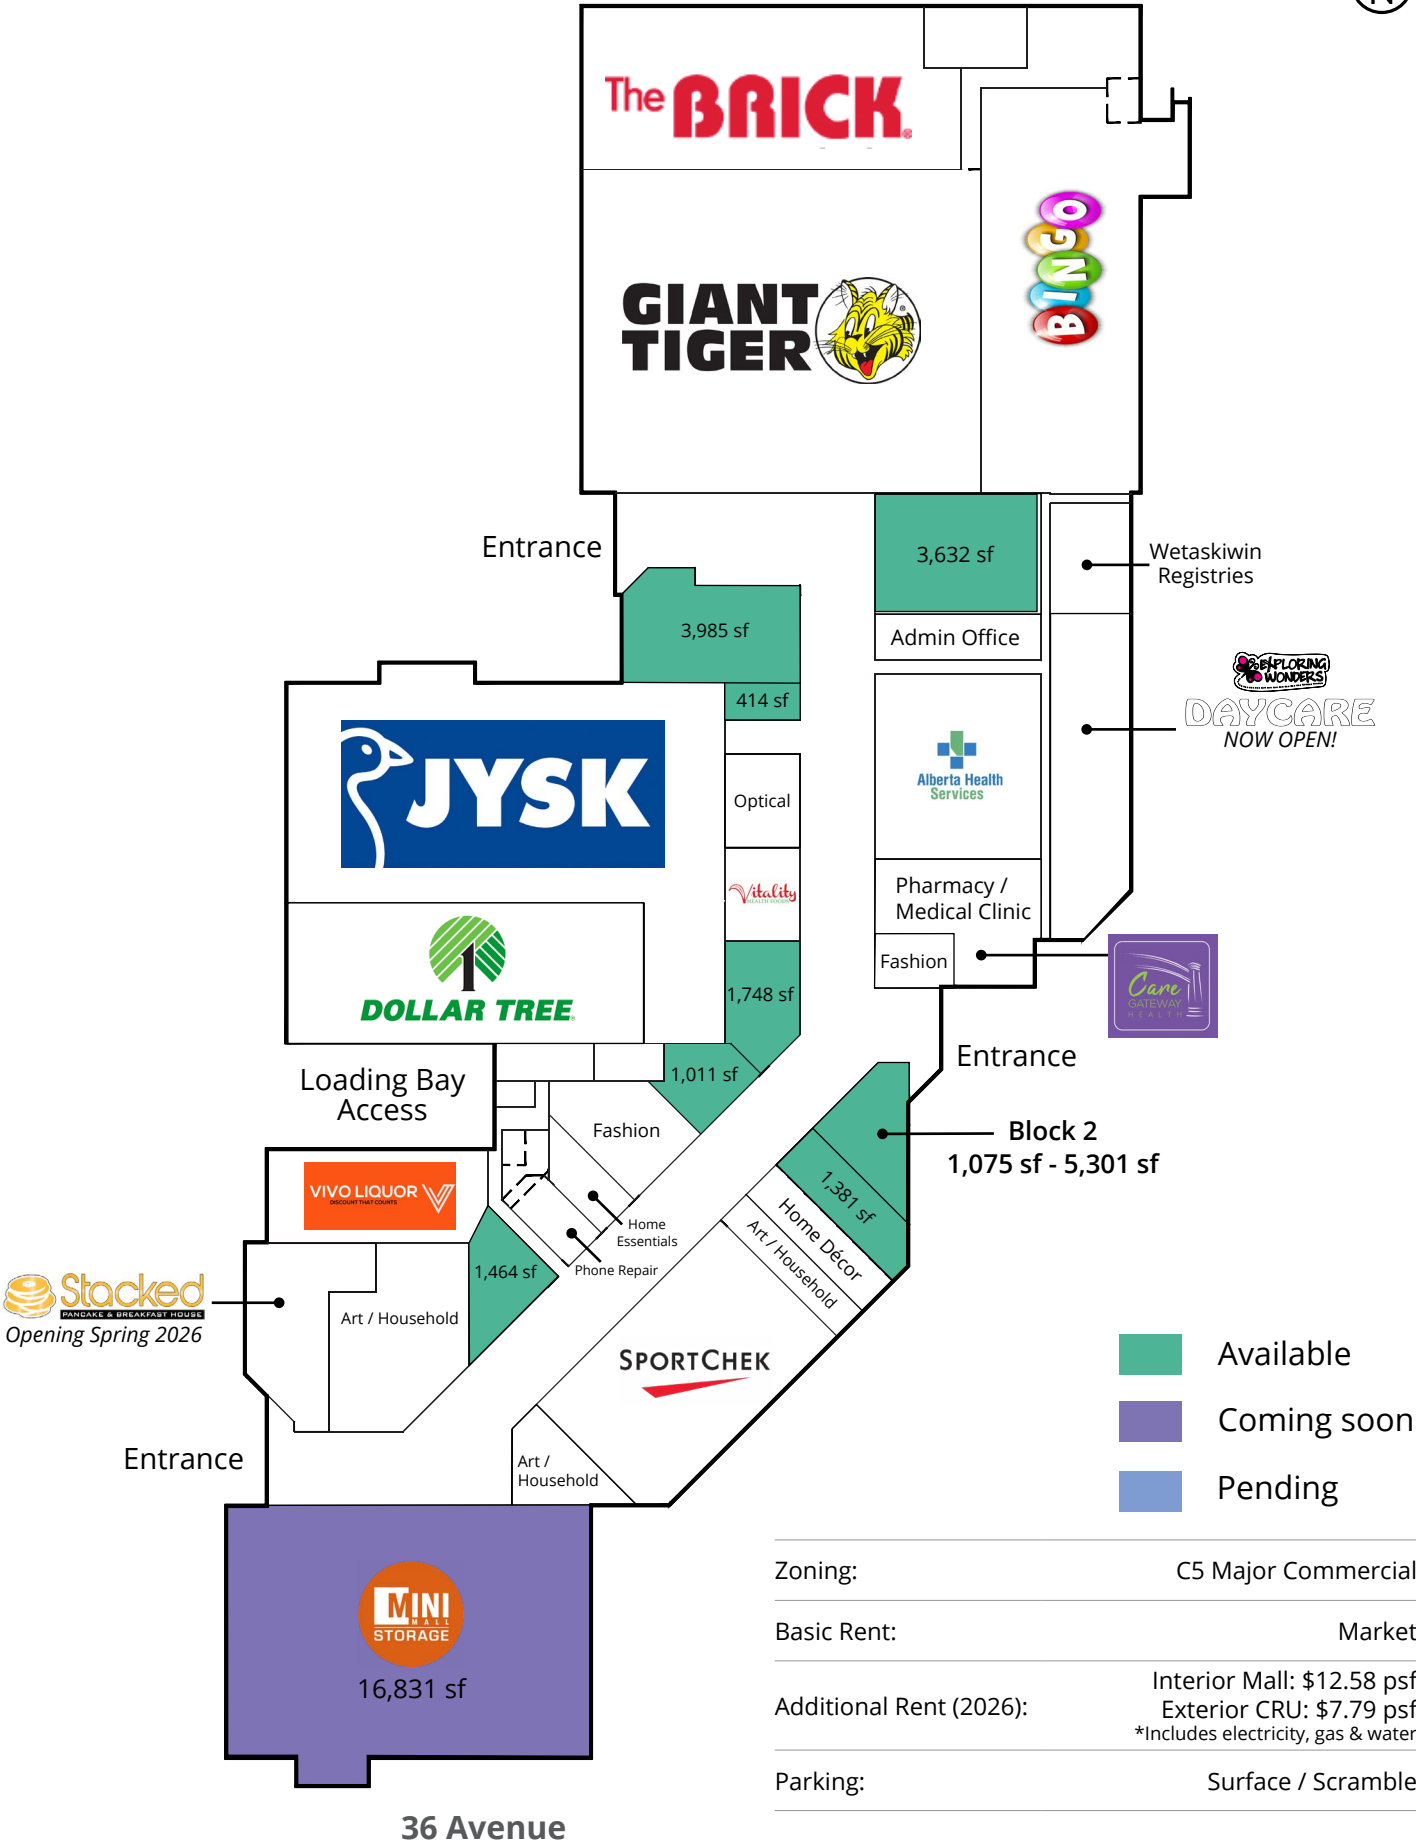 N
The BRICK
BINGO
GIANT
TIGER
Entrance
3,632 sf
Wetaskiwin
Registries
3,985 sf
Admin Office
414 sf
EXPLORING
WONDERS
DAYCARE
NOW OPEN!
JYSK
Alberta Health
Services
Optical
Vitality
HEALTH FOODS
Pharmacy /
Medical Clinic
DOLLAR TREE
Fashion
1,748 sf
Care
GATEWAY
HEALTH
Entrance
1,011 sf
Loading Bay
Access
Fashion
Block 2
1,075 sf - 5,301 sf
VIVO LIQUOR
DISCOUNT THAT COUNTS
1,381 sf
Home Décor
Art / Household
Home
Essentials
Phone Repair
1,464 sf
Stacked
PANCAKE & BREAKFAST HOUSE
Opening Spring 2026
Art / Household
SPORTCHEK
Available
Coming soon
Pending
Entrance
Art /
Household
MINI
MALL
STORAGE
16,831 sf
Zoning: C5 Major Commercial
Basic Rent: Market
Additional Rent (2026): Interior Mall: $12.58 psf
Exterior CRU: $7.79 psf
*Includes electricity, gas & water
Parking: Surface / Scramble
36 Avenue